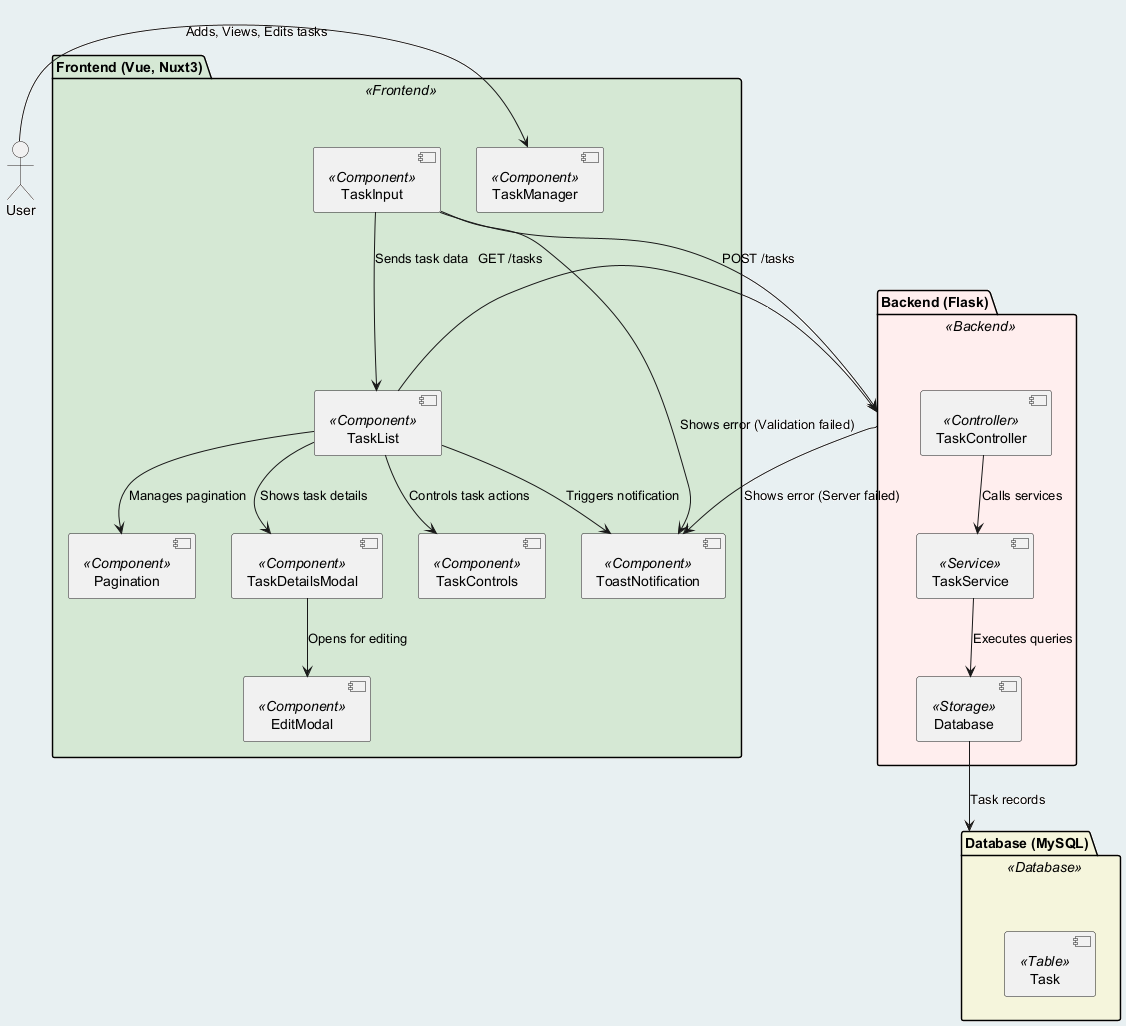 Adds, Views, Edits tasks
Frontend (Vue, Nuxt3)
«Frontend»
User
«Component»
TaskInput
«Component»
TaskManager
Sends task data
GET /tasks
POST /tasks
Backend (Flask)
«Backend»
«Component»
TaskList
«Controller»
TaskController
Shows error (Validation failed)
Manages pagination
Shows task details
Controls task actions
Triggers notification
Shows error (Server failed)
Calls services
«Component»
Pagination
«Component»
TaskDetailsModal
«Component»
TaskControls
«Component»
ToastNotification
«Service»
TaskService
Opens for editing
Executes queries
«Component»
EditModal
«Storage»
Database
Task records
Database (MySQL)
«Database»
«Table»
Task